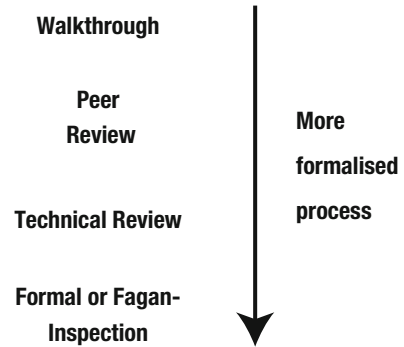 Walkthrough
Peer
Review
Technical Review
Formal or Fagan-
Inspection
More
formalised
process